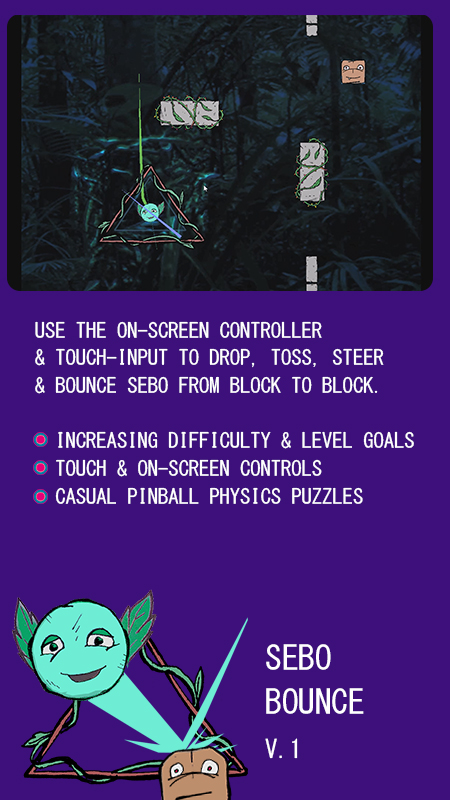 USE THE ON-SCREEN CONTROLLER
& TOUCH-INPUT TO DROP, TOSS, STEER
& BOUNCE SEBO FROM BLOCK TO BLOCK.
INCREASING DIFFICULTY & LEVEL GOALS
TOUCH & ON-SCREEN CONTROLS
CASUAL PINBALL PHYSICS PUZZLES
SEBO
BOUNCE
V.1